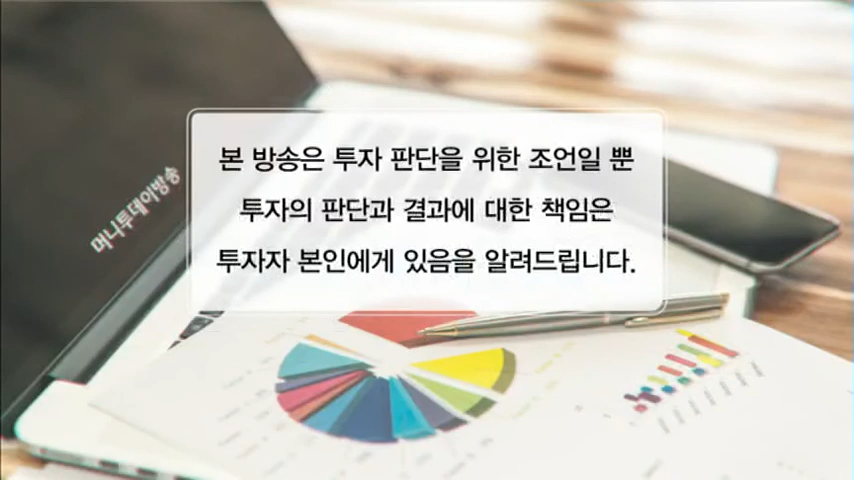 본 방송은 투자 판단을 위한 조언일 뿐
투자의 판단과 결과에 대한 책임은
투자자 본인에게 있음을 알려드립니다.
머니투데이방송